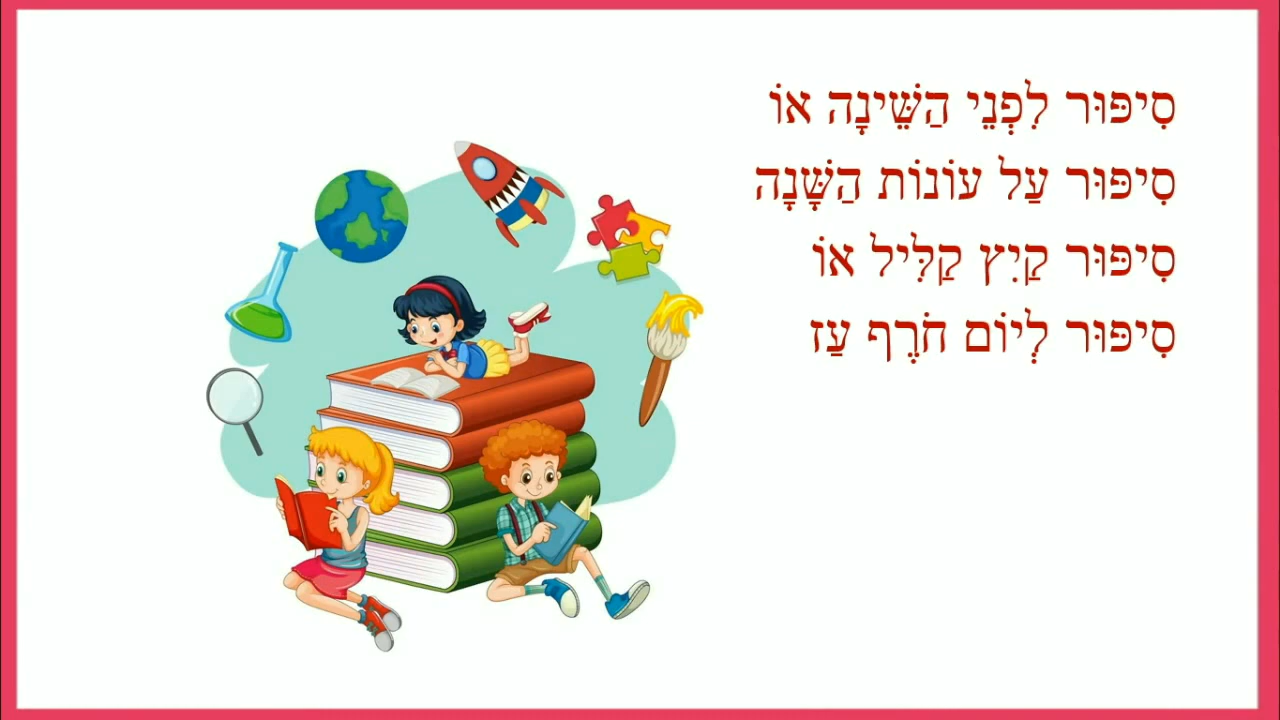 סִיפּוּר לִפְנֵי הַשֵּׁינָה אוֹ
סִיפּוּר עַל עוֹנוֹת הַשָּׁנָה
סִיפּוּר קַיִץ קַלִּיל אוֹ
סִיפּוּר לְיוֹם חֹרֶף עַז